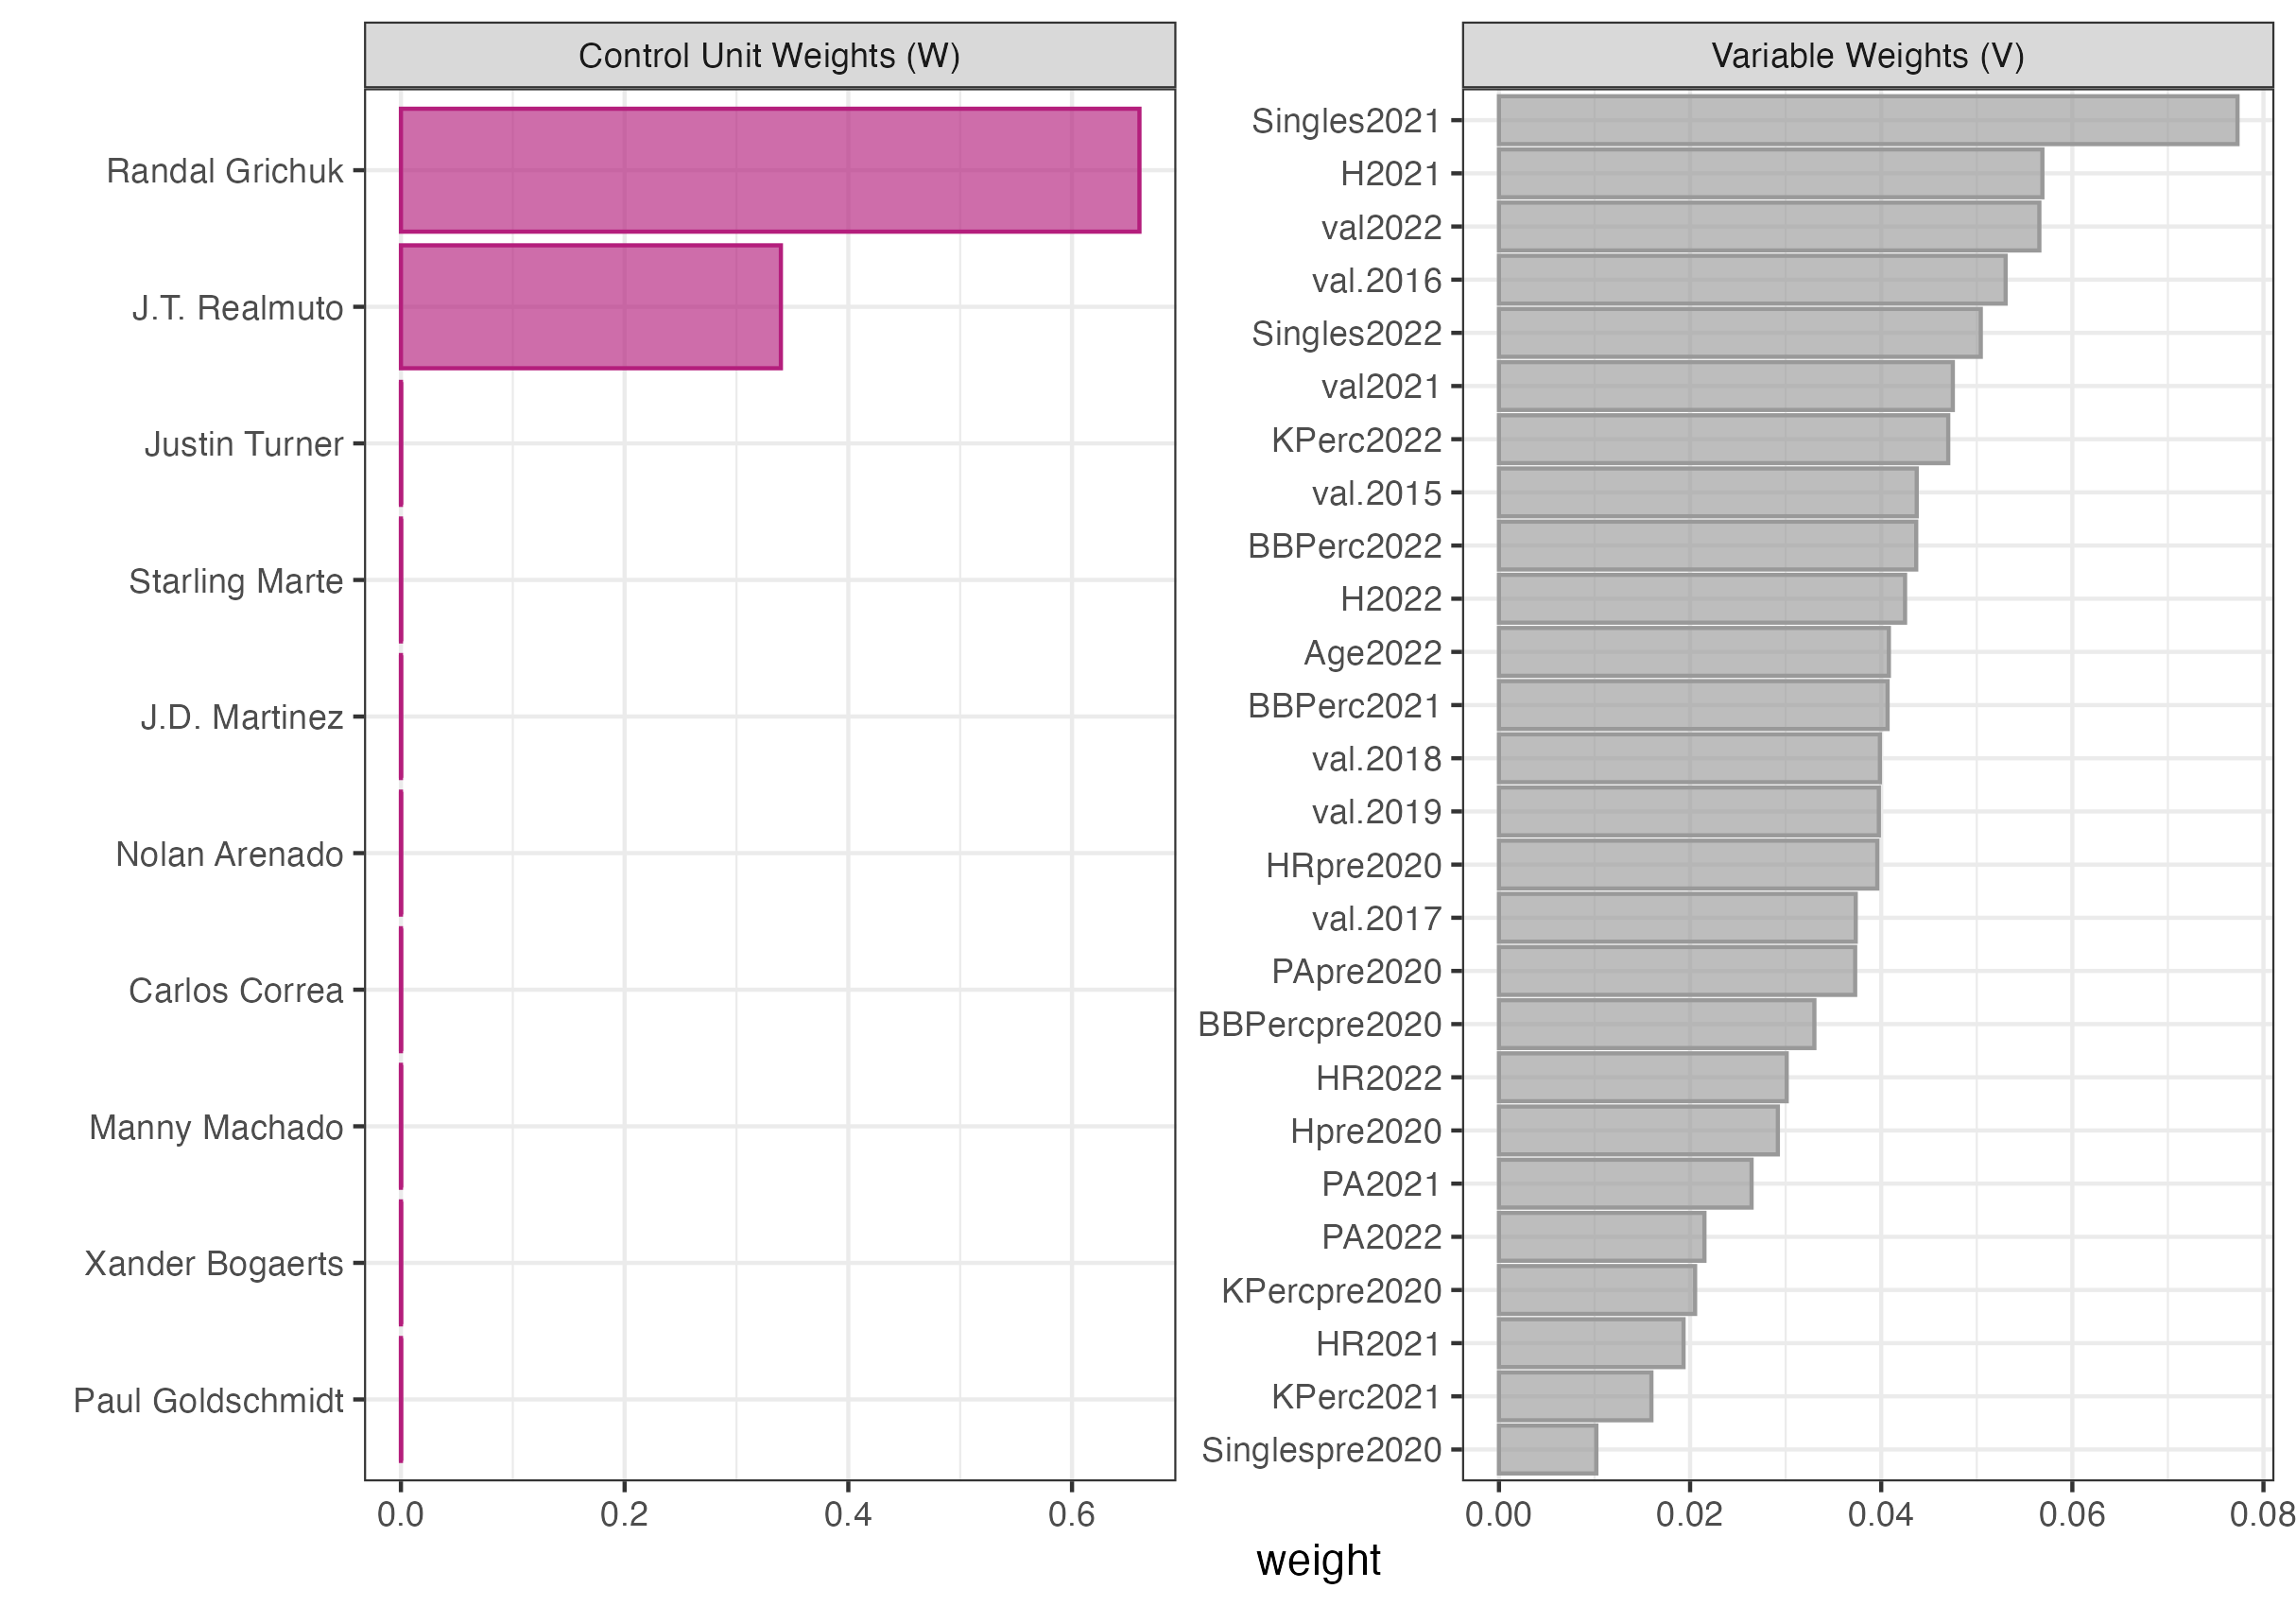 Control Unit Weights (W)
Randal Grichuk
J.T. Realmuto
Justin Turner
Starling Marte
J.D. Martinez
Nolan Arenado
Carlos Correa
Manny Machado
Xander Bogaerts
Paul Goldschmidt
0.0 0.2 0.4 0.6
Variable Weights (V)
Singles2021
H2021
val2022
val.2016
Singles2022
val2021
KPerc2022
val.2015
BBPerc2022
H2022
Age2022
BBPerc2021
val.2018
val.2019
HRpre2020
val.2017
PApre2020
BBPercpre2020
HR2022
Hpre2020
PA2021
PA2022
KPercpre2020
HR2021
KPerc2021
Singlespre2020
0.00 0.02 0.04 0.06 0.08
weight